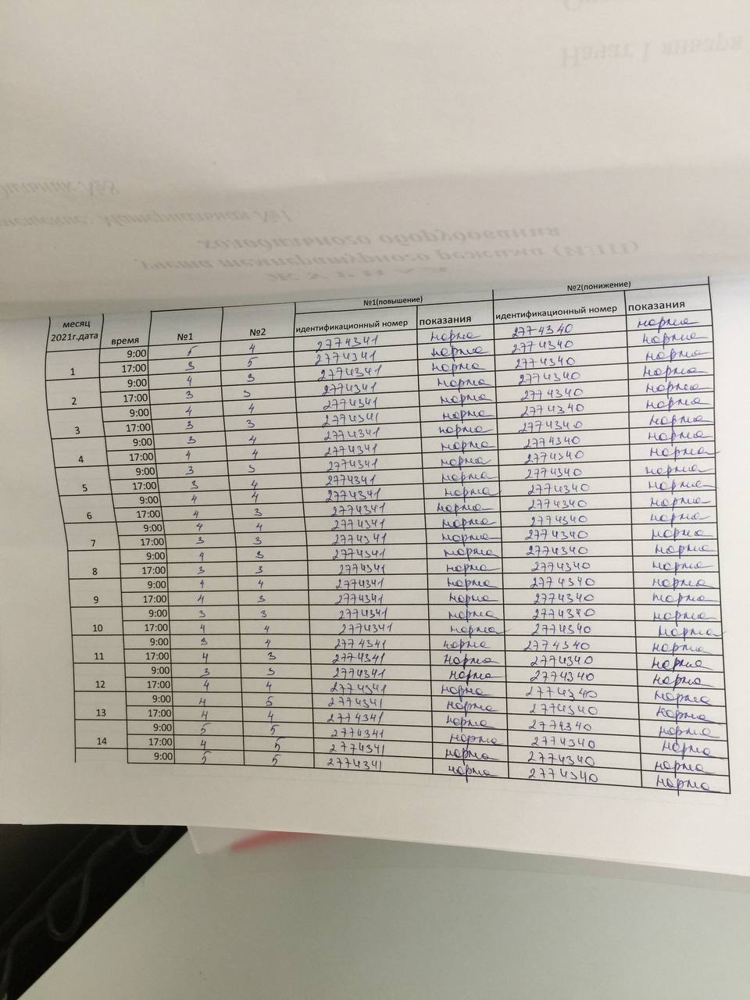 Начат 1 января
№8
Материальная №1
холодильного оборудования
учета температурного режима (ИЛП)
ЖУРНАЛ
№1(повышение) №2(понижение)
месяц 2021г.дата время №1 №2 идентификационный номер показания идентификационный номер показания
1 9:00 5 4 2774341 норма 2774340 норма
17:00 3 5 2774341 норма 2774340 норма
2 9:00 4 3 2774341 норма 2774340 норма
17:00 3 3 2774341 норма 2774340 норма
3 9:00 4 4 2774341 норма 2774340 норма
17:00 3 3 2774341 норма 2774340 норма
4 9:00 3 4 2774341 норма 2774340 норма
17:00 4 4 2774341 норма 2774340 норма
5 9:00 3 3 2774341 норма 2774340 норма
17:00 3 4 2774341 норма 2774340 норма
6 9:00 4 4 2774341 норма 2774340 норма
17:00 4 3 2774341 норма 2774340 норма
7 9:00 4 4 2774341 норма 2774340 норма
17:00 3 3 2774341 норма 2774340 норма
8 9:00 4 3 2774341 норма 2774340 норма
17:00 3 3 2774341 норма 2774340 норма
9 9:00 4 4 2774341 норма 2774340 норма
17:00 4 3 2774341 норма 2774340 норма
10 9:00 3 3 2774341 норма 2774340 норма
17:00 4 4 2774341 норма 2774340 норма
11 9:00 3 4 2774341 норма 2774340 норма
17:00 4 3 2774341 норма 2774340 норма
12 9:00 3 3 2774341 норма 2774340 норма
17:00 4 4 2774341 норма 2774340 норма
13 9:00 4 5 2774341 норма 2774340 норма
17:00 4 4 2774341 норма 2774340 норма
14 9:00 5 5 2774341 норма 2774340 норма
17:00 4 5 2774341 норма 2774340 норма
9:00 5 5 2774341 норма 2774340 норма